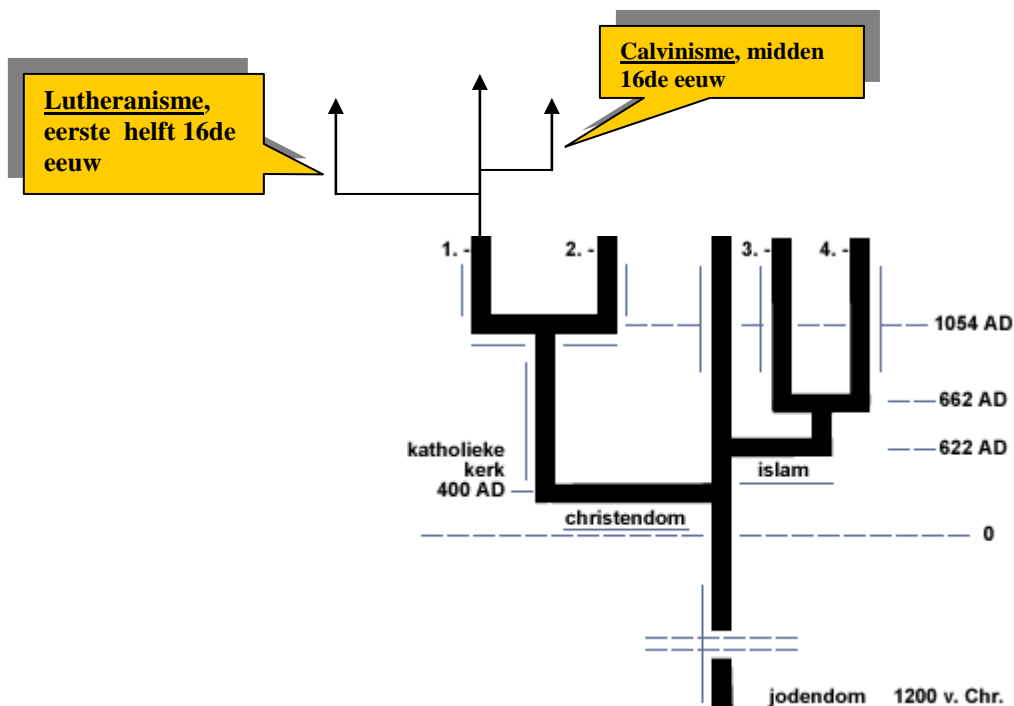 Calvinisme, midden
16de eeuw
Lutheranisme,
eerste helft 16de
eeuw
1. -
2. -
3. -
4. -
1054 AD
662 AD
622 AD
katholieke
kerk
400 AD
islam
christendom
0
jodendom 1200 v. Chr.